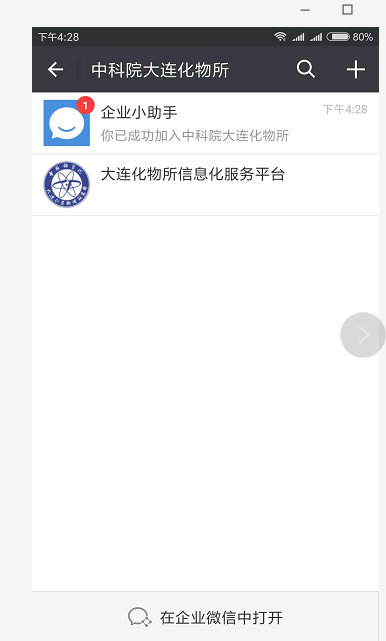 下午4:28 80%
中科院大连化物所
1
企业小助手 下午4:28
你已成功加入中科院大连化物所
大连化物所信息化服务平台
在企业微信中打开